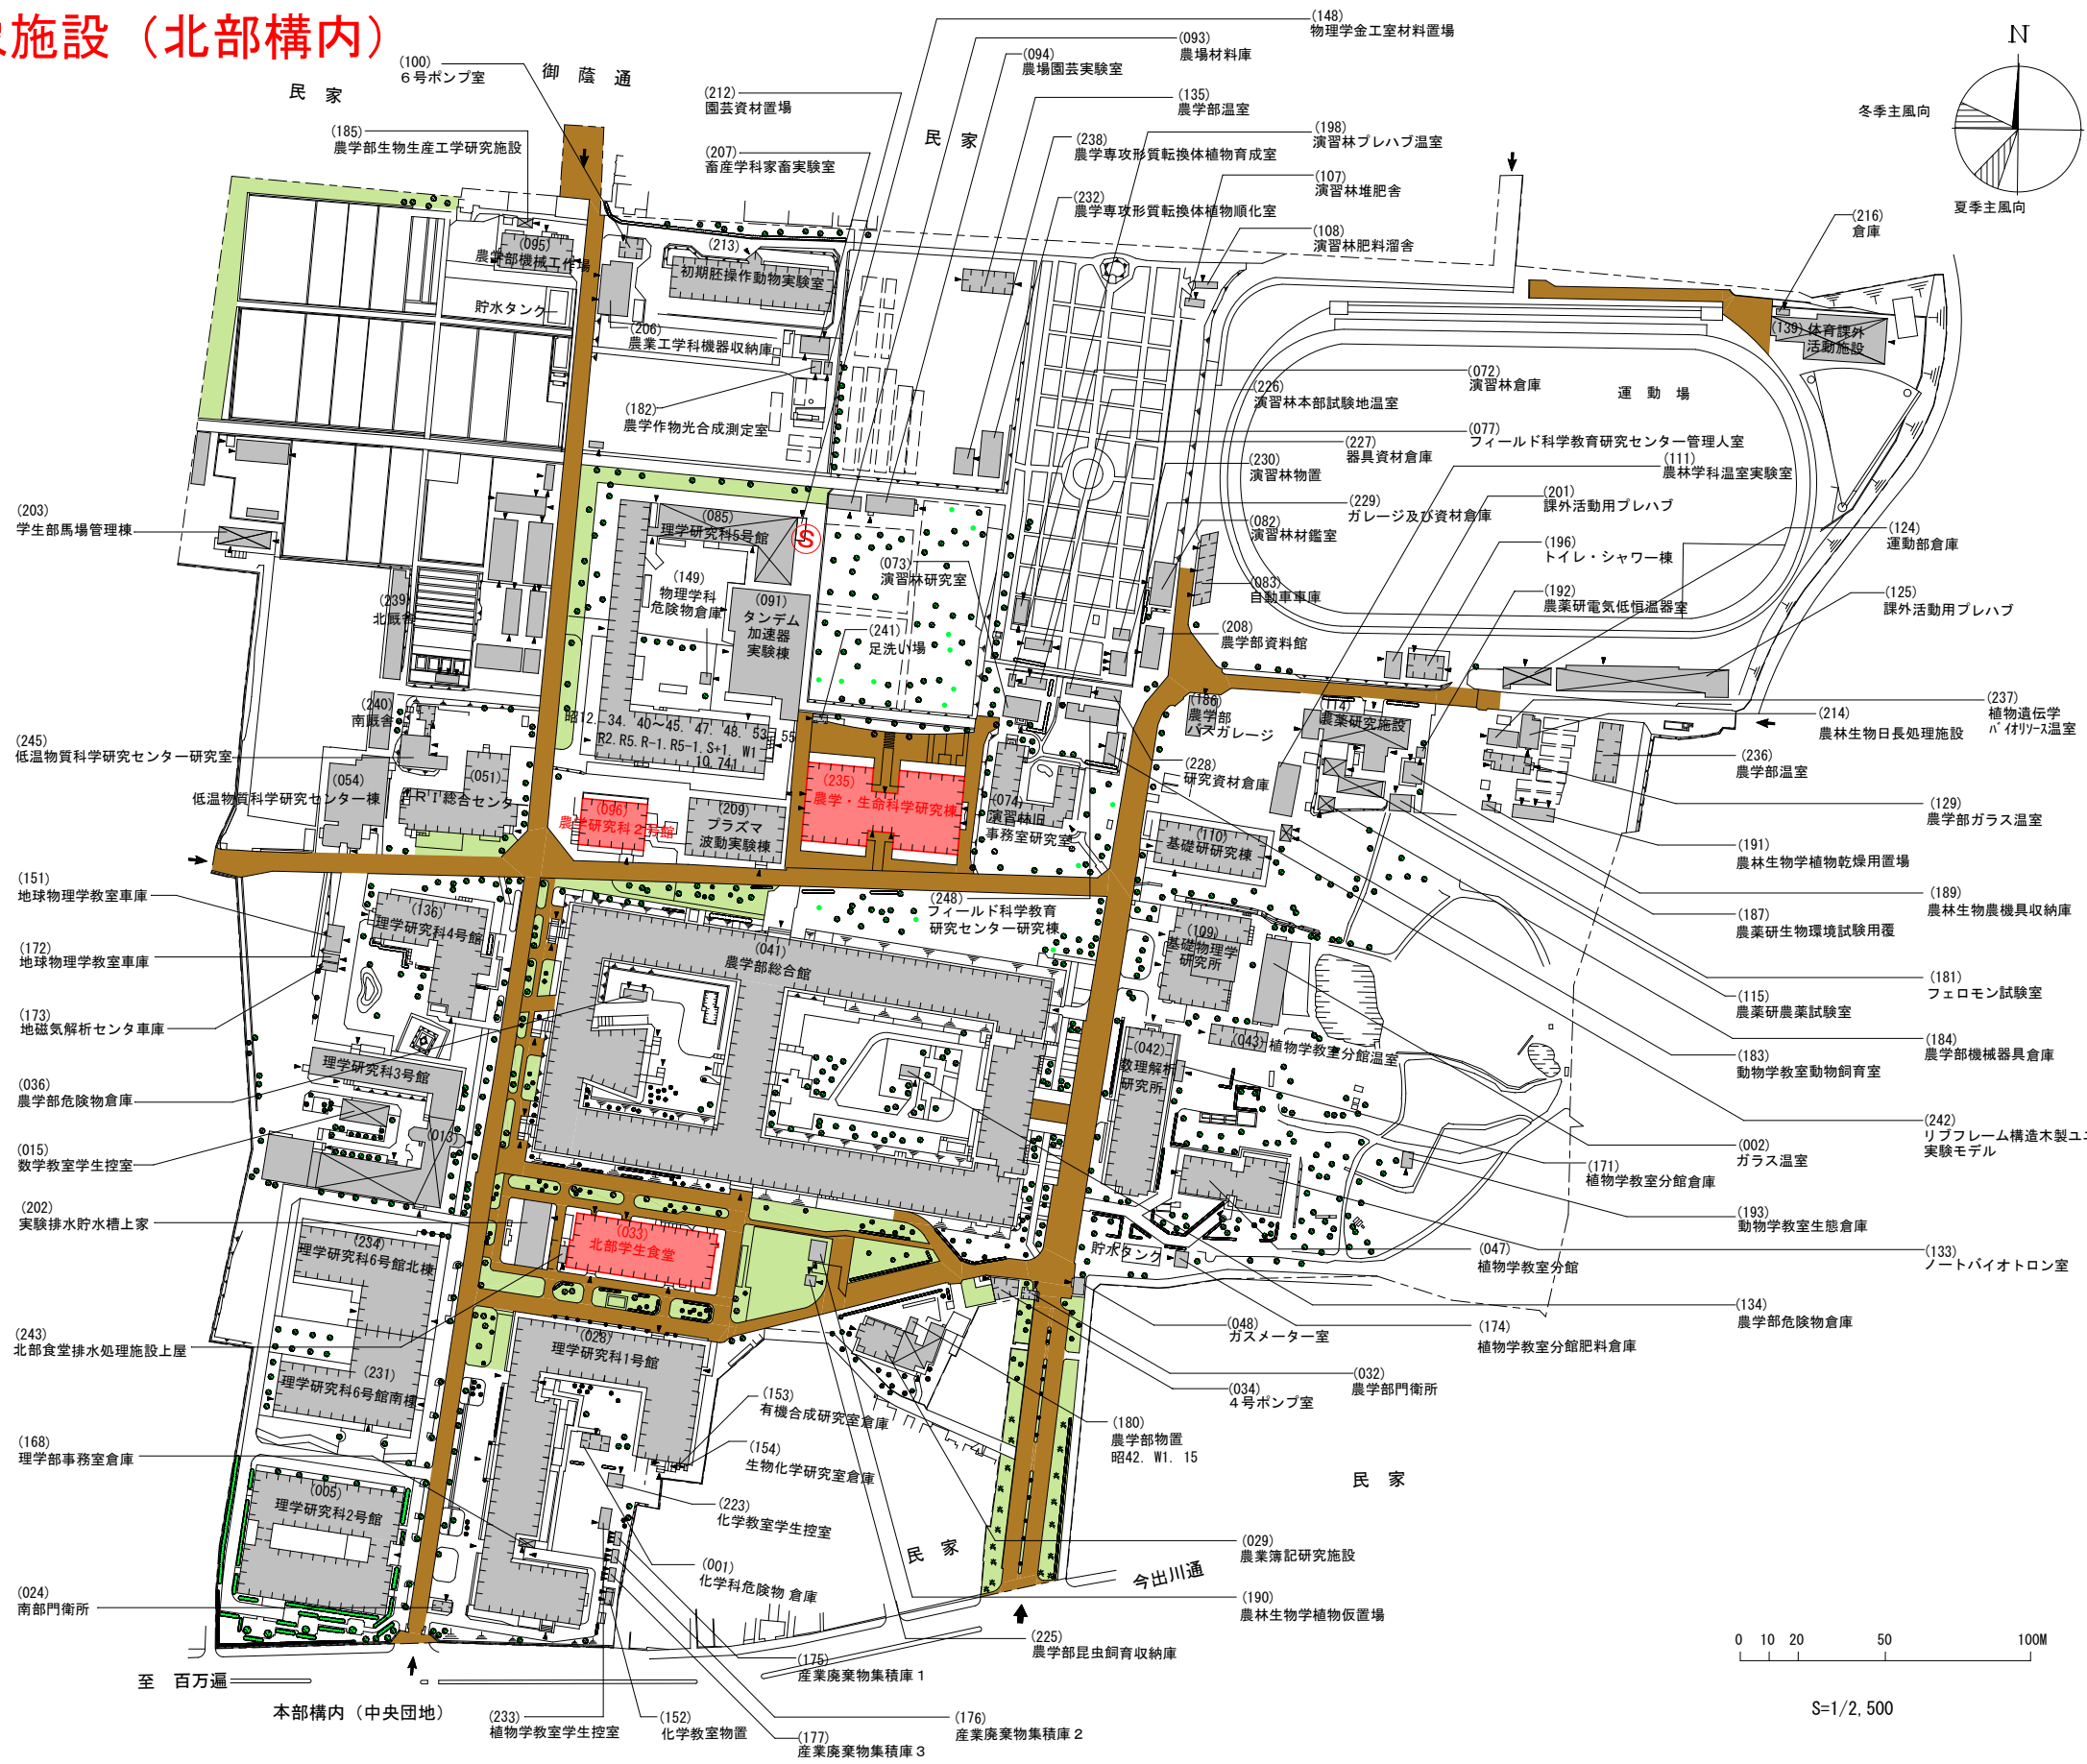 施設（北部構内）
(148)
物理学金工室材料置場
(093)
農場材料庫
(094)
農場園芸実験室
(100)
６号ポンプ室
御 蔭 通
民 家
(212)
園芸資材置場
(135)
農学部温室
N
冬季主風向
夏季主風向
(185)
農学部生物生産工学研究施設
民 家
(198)
演習林プレハブ温室
(238)
農学専攻形質転換体植物育成室
(207)
畜産学科家畜実験室
(107)
演習林堆肥舎
(232)
農学専攻形質転換体植物順化室
(216)
倉庫
(108)
演習林肥料溜舎
(095)
農学部機械工作場
(213)
初期胚操作動物実験室
貯水タンク
(206)
農業工学科機器収納庫
(139) 体育課外
活動施設
(072)
演習林倉庫
(226)
演習林本部試験地温室
運 動 場
(182)
農学作物光合成測定室
(077)
フィールド科学教育研究センター管理人室
(227)
器具資材倉庫
(230)
演習林物置
(111)
農林学科温室実験室
(203)
学生部馬場管理棟
(229)
ガレージ及び資材倉庫
(201)
課外活動用プレハブ
(082)
演習林材鑑室
(124)
運動部倉庫
(085)
理学研究科5号館
S
(196)
トイレ・シャワー棟
(073)
演習林研究室
(149)
物理学科
危険物倉庫
(091)
タンデム
加速器
実験棟
(083)
自動車車庫
(192)
農薬研電気低恒温器室
(125)
課外活動用プレハブ
(239)
北厩舎
(241)
足洗い場
(208)
農学部資料館
(240)
南厩舎
(186)
農学部
バスガレージ
(114)
農薬研究施設
(237)
植物遺伝学
ﾊﾞｲｵﾘｿｰｽ温室
(214)
農林生物日長処理施設
昭12. 34. 40～45. 47. 48. 53. 55
R2.R5.R-1.R5-1.S+1. W1
10,741
(245)
低温物質科学研究センター研究室
(236)
農学部温室
(054)
低温物質科学研究センター棟
(051)
ＲＩ総合センタ
(228)
研究資材倉庫
(235)
農学・生命科学研究棟
(096)
農学研究科２号館
(209)
プラズマ
波動実験棟
(074)
演習林旧
事務室研究室
(129)
農学部ガラス温室
(110)
基礎研研究棟
(191)
農林生物学植物乾燥用置場
(151)
地球物理学教室車庫
(189)
農林生物農機具収納庫
(248)
フィールド科学教育
研究センター研究棟
(136)
理学研究科4号館
(187)
農薬研生物環境試験用覆
(172)
地球物理学教室車庫
(041)
農学部総合館
(109)
基礎物理学
研究所
(181)
フェロモン試験室
(115)
農薬研農薬試験室
(173)
地磁気解析センタ車庫
(043) 植物学教室分館温室
(042)
数理解析
研究所
(184)
農学部機械器具倉庫
(183)
動物学教室動物飼育室
理学研究科3号館
(036)
農学部危険物倉庫
(013)
(242)
リブフレーム構造木製ユニ
実験モデル
(002)
ガラス温室
(015)
数学教室学生控室
(171)
植物学教室分館倉庫
(202)
実験排水貯水槽上家
(193)
動物学教室生態倉庫
(033)
北部学生食堂
(234)
理学研究科6号館北棟
貯水タンク
(047)
植物学教室分館
(133)
ノートバイオトロン室
(134)
農学部危険物倉庫
(243)
北部食堂排水処理施設上屋
(028)
理学研究科1号館
(048)
ガスメーター室
(174)
植物学教室分館肥料倉庫
(231)
理学研究科6号館南棟
(032)
農学部門衛所
(034)
４号ポンプ室
(153)
有機合成研究室倉庫
(180)
農学部物置
昭42. W1. 15
(168)
理学部事務室倉庫
(154)
生物化学研究室倉庫
民 家
(005)
理学研究科2号館
(223)
化学教室学生控室
(029)
農業簿記研究施設
民 家
(001)
化学科危険物 倉庫
今出川通
(024)
南部門衛所
(190)
農林生物学植物仮置場
(225)
農学部昆虫飼育収納庫
0 10 20 50 100M
至 百万遍
(175)
産業廃棄物集積庫１
本部構内（中央団地）
S=1/2,500
(233)
植物学教室学生控室
(152)
化学教室物置
(176)
産業廃棄物集積庫２
(177)
産業廃棄物集積庫３